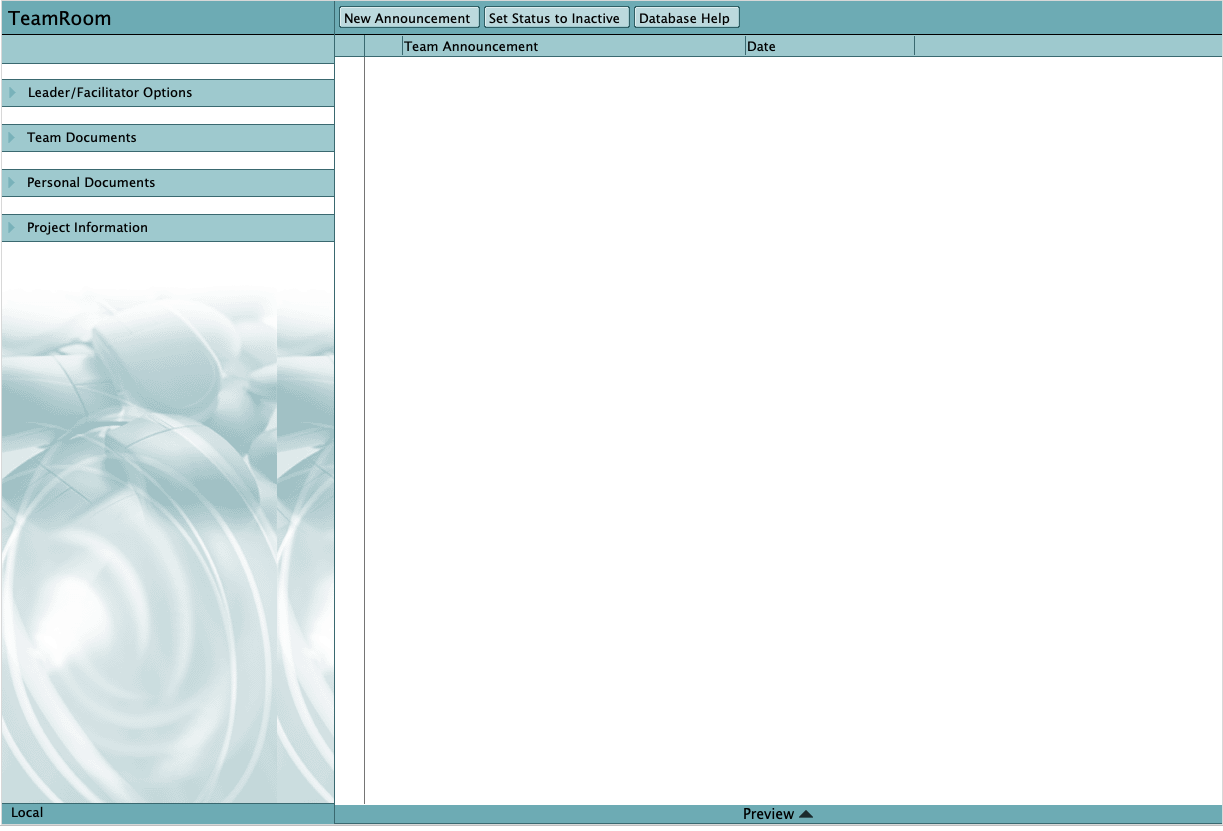 TeamRoom
New Announcement Set Status to Inactive Database Help
Team Announcement Date
Leader/Facilitator Options
Team Documents
Personal Documents
Project Information
Local
Preview